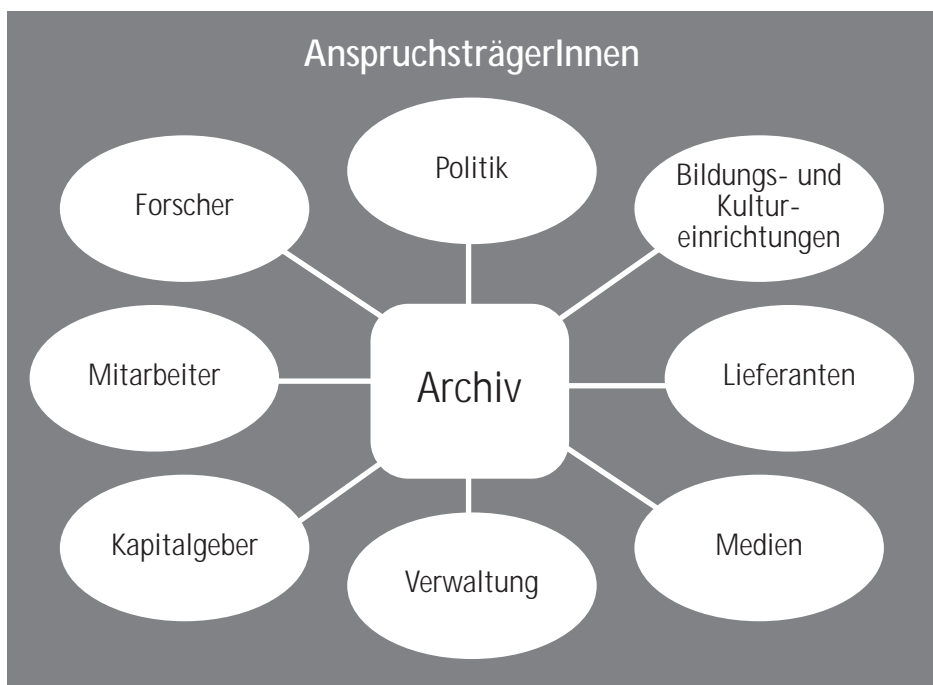 AnspruchsträgerInnen
Politik
Forscher
Bildungs- und
Kultur-
einrichtungen
Mitarbeiter
Archiv
Lieferanten
Kapitalgeber
Verwaltung
Medien